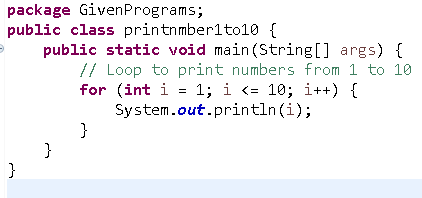 package GivenPrograms;
public class printnmber1to10 {
    public static void main(String[] args) {
        // Loop to print numbers from 1 to 10
        for (int i = 1; i <= 10; i++) {
            System.out.println(i);
        }
    }
}